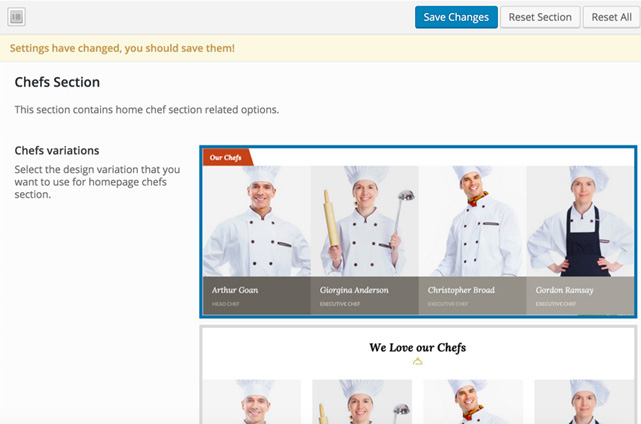 Save Changes
Reset Section
Reset All
Settings have changed, you should save them!
Chefs Section
This section contains home chef section related options.
Chefs variations
Select the design variation that you
want to use for homepage chefs
section.
Our Chefs
Arthur Goan
HEAD CHEF
Giorgina Anderson
EXECUTIVE CHEF
Christopher Broad
EXECUTIVE CHEF
Gordon Ramsay
EXECUTIVE CHEF
We Love our Chefs